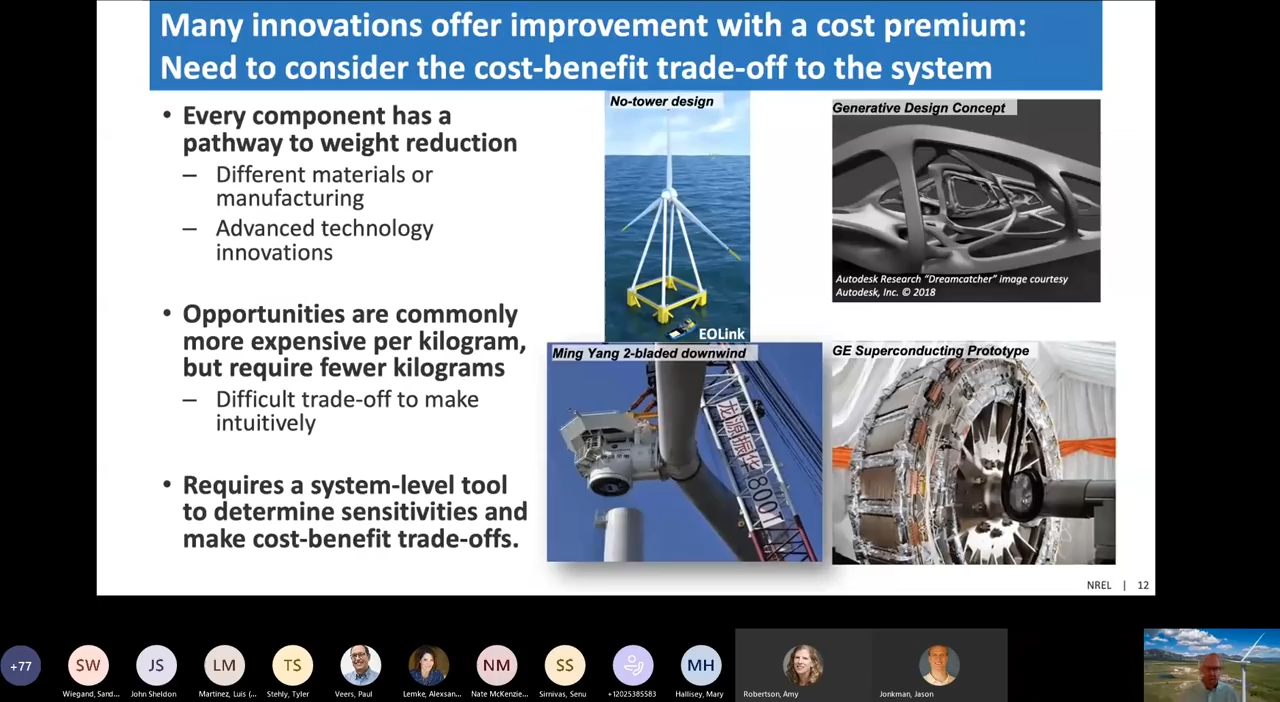 Many innovations offer improvement with a cost premium:
Need to consider the cost-benefit trade-off to the system
• Every component has a
pathway to weight reduction
– Different materials or
manufacturing
– Advanced technology
innovations
• Opportunities are commonly
more expensive per kilogram,
but require fewer kilograms
– Difficult trade-off to make
intuitively
• Requires a system-level tool
to determine sensitivities and
make cost-benefit trade-offs.
No-tower design
EOLink
Generative Design Concept
Autodesk Research “Dreamcatcher” image courtesy
Autodesk, Inc. © 2018
Ming Yang 2-bladed downwind
龙源振华 800T
GE Superconducting Prototype
NREL | 12
+77
SW
Wiegand, Sand...
JS
John Sheldon
LM
Martinez, Luis (...
TS
Stehly, Tyler
Veers, Paul
Lemke, Alexsan...
NM
Nate McKenzie...
SS
Sirnivas, Senu
+12025385583
MH
Hallisey, Mary
Robertson, Amy
Jonkman, Jason